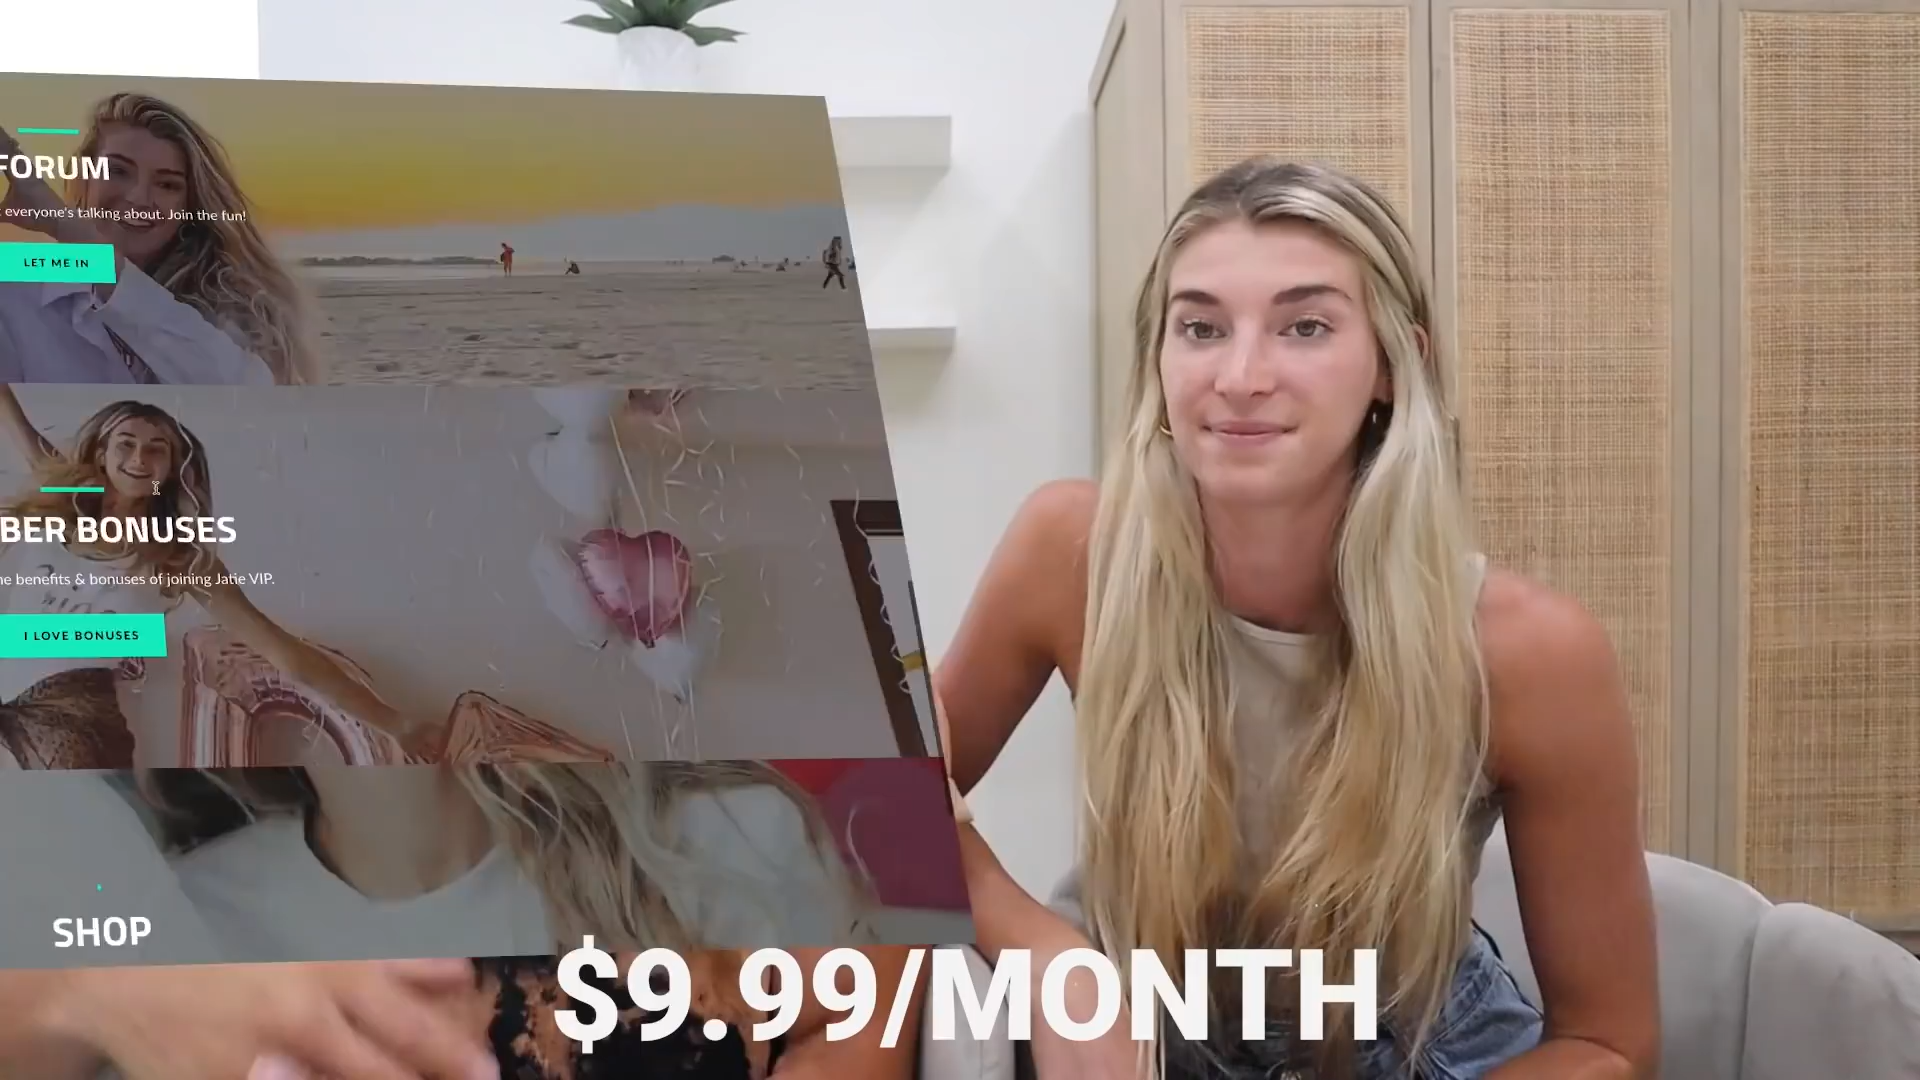 FORUM
everyone's talking about. Join the fun!
LET ME IN
BER BONUSES
benefits & bonuses of joining Jatie VIP.
I LOVE BONUSES
SHOP
$9.99/MONTH